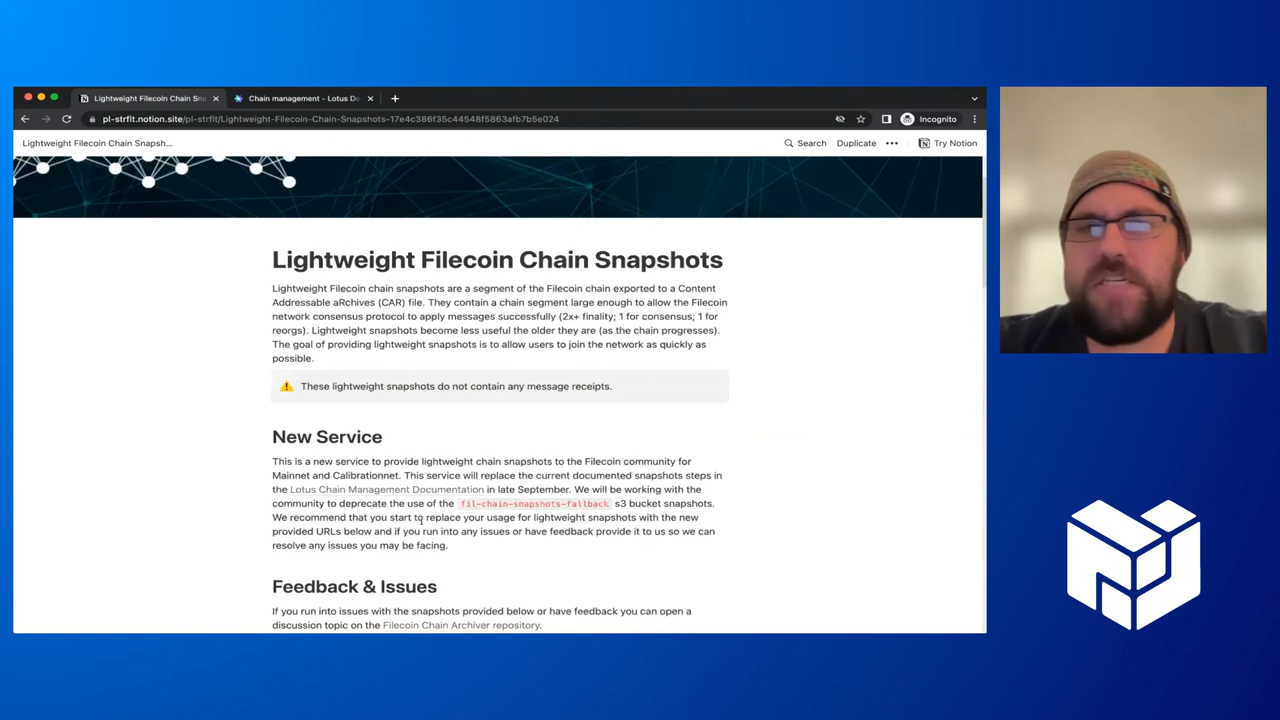 Lightweight Filecoin Chain Sna
Chain management - Lotus Do
pl-strflt.notion.site/pl-strflt/Lightweight-Filecoin-Chain-Snapshots-17e4c386f35c44548f5863afb7b5e024
Incognito
Lightweight Filecoin Chain Snapsh...
Search
Duplicate
Try Notion
Lightweight Filecoin Chain Snapshots
Lightweight Filecoin chain snapshots are a segment of the Filecoin chain exported to a Content
Addressable aRchives (CAR) file. They contain a chain segment large enough to allow the Filecoin
network consensus protocol to apply messages successfully (2x+ finality; 1 for consensus; 1 for
reorgs). Lightweight snapshots become less useful the older they are (as the chain progresses).
The goal of providing lightweight snapshots is to allow users to join the network as quickly as
possible.
These lightweight snapshots do not contain any message receipts.
New Service
This is a new service to provide lightweight chain snapshots to the Filecoin community for
Mainnet and Calibrationnet. This service will replace the current documented snapshots steps in
the Lotus Chain Management Documentation in late September. We will be working with the
community to deprecate the use of the fil-chain-snapshots-fallback s3 bucket snapshots.
We recommend that you start to replace your usage for lightweight snapshots with the new
provided URLs below and if you run into any issues or have feedback provide it to us so we can
resolve any issues you may be facing.
Feedback & Issues
If you run into issues with the snapshots provided below or have feedback you can open a
discussion topic on the Filecoin Chain Archiver repository.